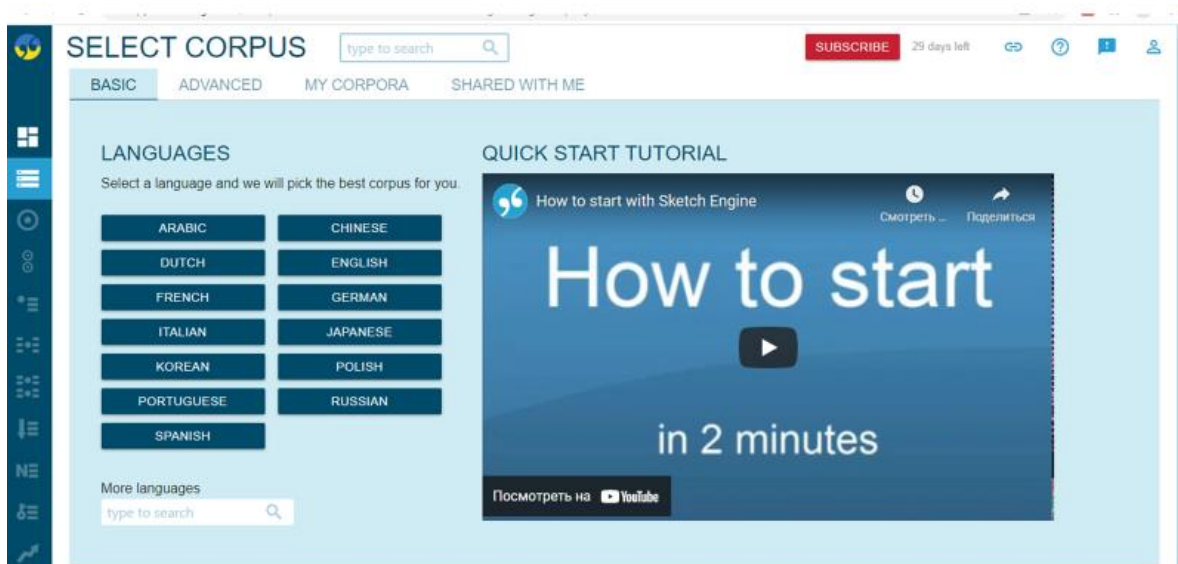 SELECT CORPUS
type to search
SUBSCRIBE
29 days left
BASIC
ADVANCED
MY CORPORA
SHARED WITH ME
LANGUAGES
Select a language and we will pick the best corpus for you.
ARABIC
CHINESE
DUTCH
ENGLISH
FRENCH
GERMAN
ITALIAN
JAPANESE
KOREAN
POLISH
PORTUGUESE
RUSSIAN
SPANISH
More languages
type to search
QUICK START TUTORIAL
How to start with Sketch Engine
Смотреть ...
Поделиться
How to start
in 2 minutes
Посмотреть на YouTube